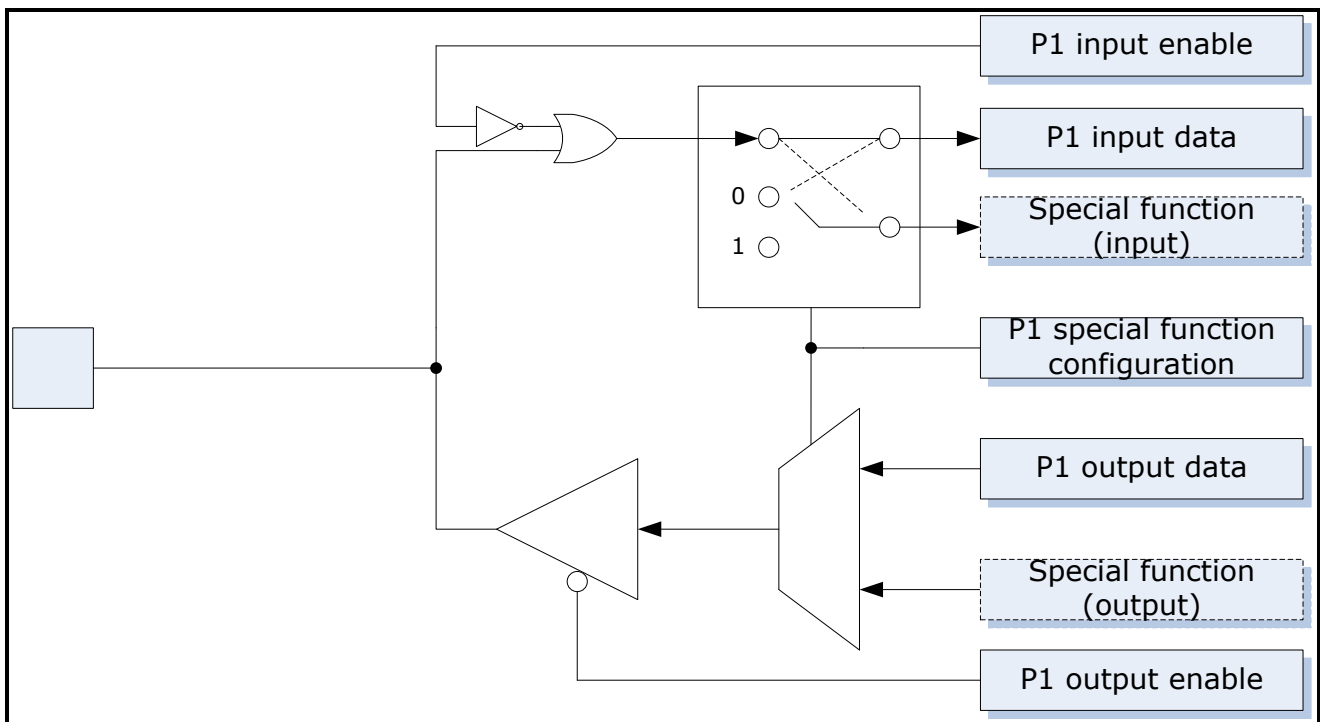 P1 input enable
P1 input data
0
Special function
(input)
1
P1 special function
configuration
P1 output data
Special function
(output)
P1 output enable